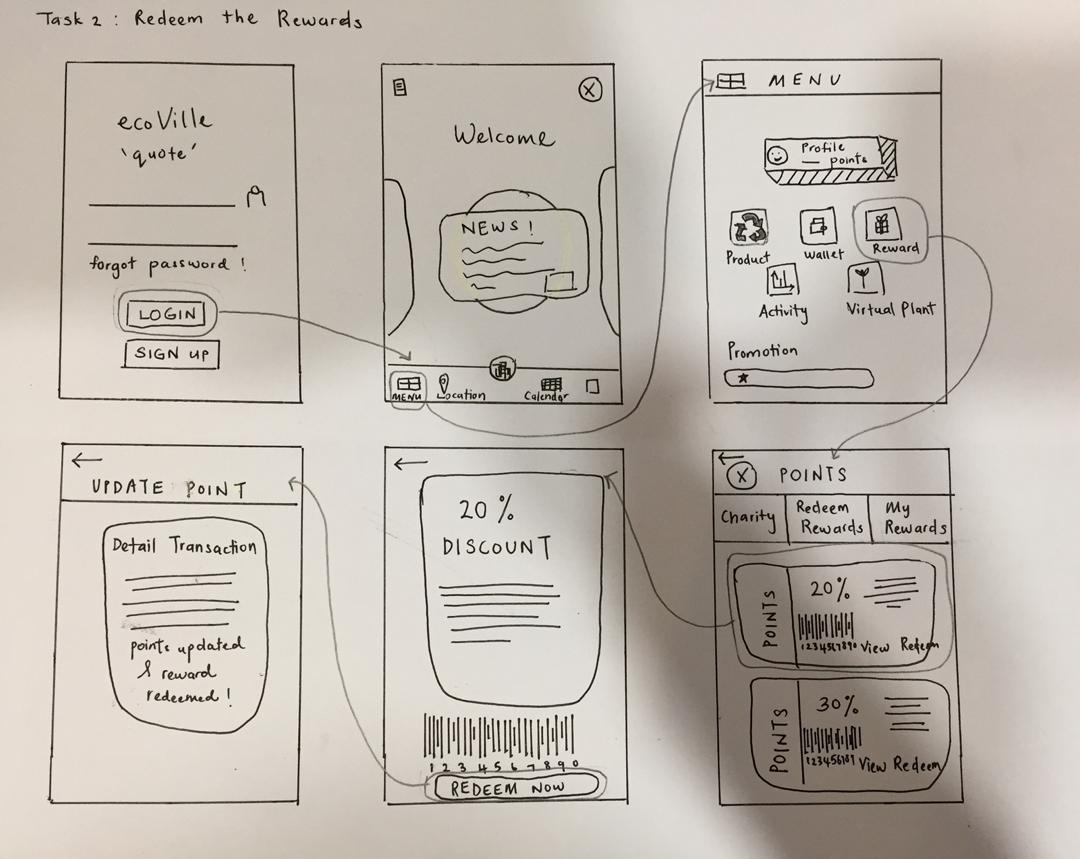 Task 2 : Redeem the Rewards
ecoVille
'quote'
forgot password !
LOGIN
SIGN UP
X
Welcome
NEWS !
MENU
Location
Calendar
MENU
Profile
points
Product
Wallet
Reward
Activity
Virtual Plant
Promotion
X POINTS
Charity
Redeem
Rewards
My
Rewards
POINTS
20%
1234567890 View Redeem
POINTS
30%
View Redeem
20%
DISCOUNT
1 2 3 4 5 6 7 8 9 0
REDEEM NOW
UPDATE POINT
Detail Transaction
points updated
& reward
redeemed !